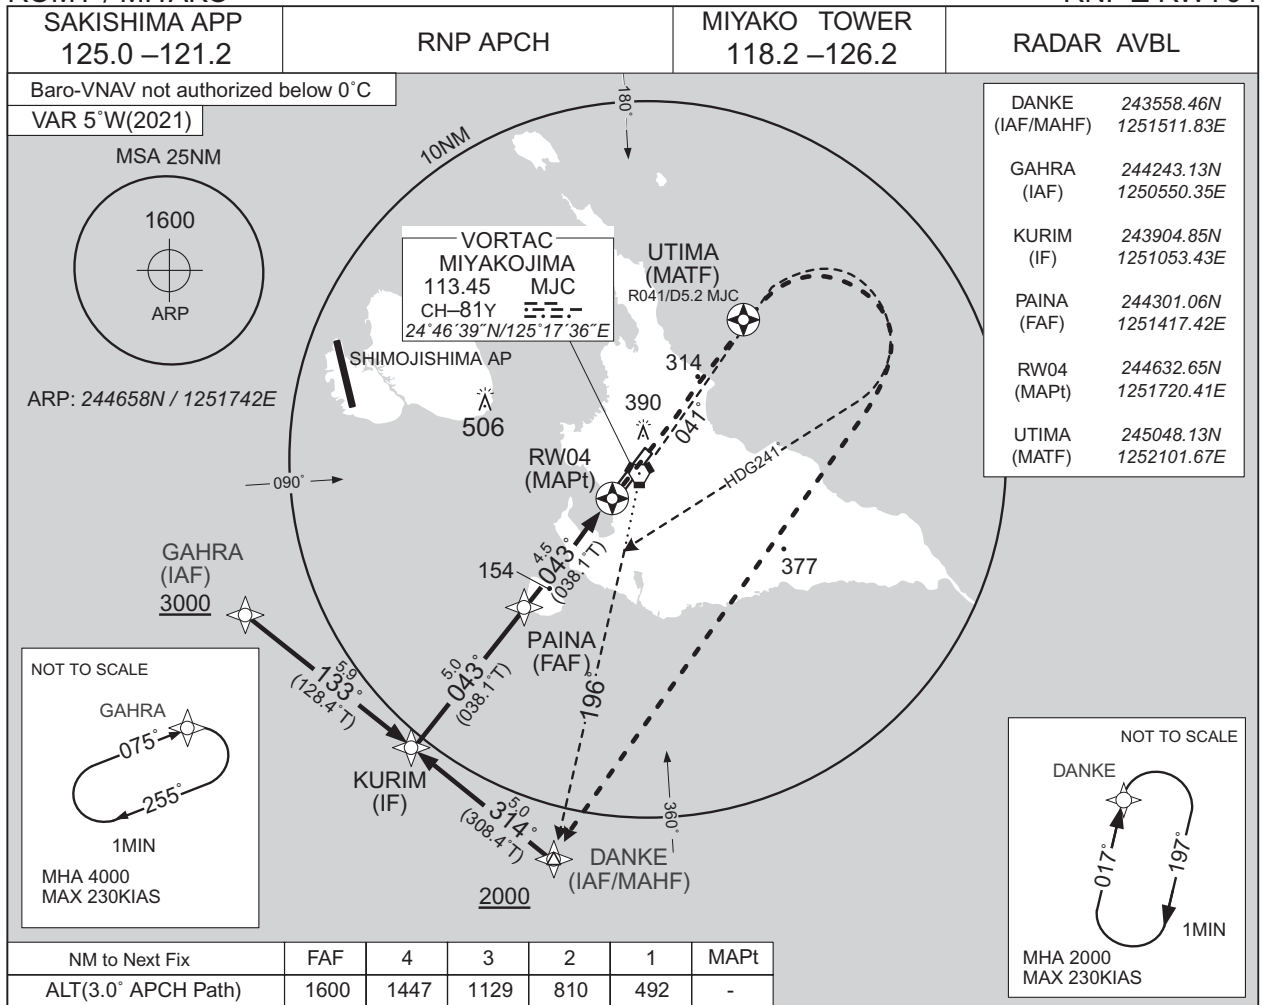 SAKISHIMA APP
125.0 –121.2
RNP APCH
MIYAKO TOWER
118.2 –126.2
RADAR AVBL
Baro-VNAV not authorized below 0˚C
VAR 5˚W(2021)
MSA 25NM
1600
ARP
ARP: 244658N / 1251742E
10NM
180˚
VORTAC
MIYAKOJIMA
113.45 MJC
CH–81Y
24˚46´39˝N/125˚17´36˝E
UTIMA
(MATF)
R041/D5.2 MJC
SHIMOJISHIMA AP
506
314
390
041˚
RW04
(MAPt)
HDG241˚
090˚
377
GAHRA
(IAF)
3000
154
4.5
043˚
(038.1˚T)
PAINA
(FAF)
5.9
133˚
(128.4˚T)
5.0
043˚
(038.1˚T)
196˚
KURIM
(IF)
5.0
314˚
(308.4˚T)
360˚
DANKE
(IAF/MAHF)
2000
DANKE 243558.46N
(IAF/MAHF) 1251511.83E
GAHRA 244243.13N
(IAF) 1250550.35E
KURIM 243904.85N
(IF) 1251053.43E
PAINA 244301.06N
(FAF) 1251417.42E
RW04 244632.65N
(MAPt) 1251720.41E
UTIMA 245048.13N
(MATF) 1252101.67E
NOT TO SCALE
GAHRA
075˚
255˚
1MIN
MHA 4000
MAX 230KIAS
NOT TO SCALE
DANKE
017˚
197˚
1MIN
MHA 2000
MAX 230KIAS
NM to Next Fix FAF 4 3 2 1 MAPt
ALT(3.0˚ APCH Path) 1600 1447 1129 810 492 -